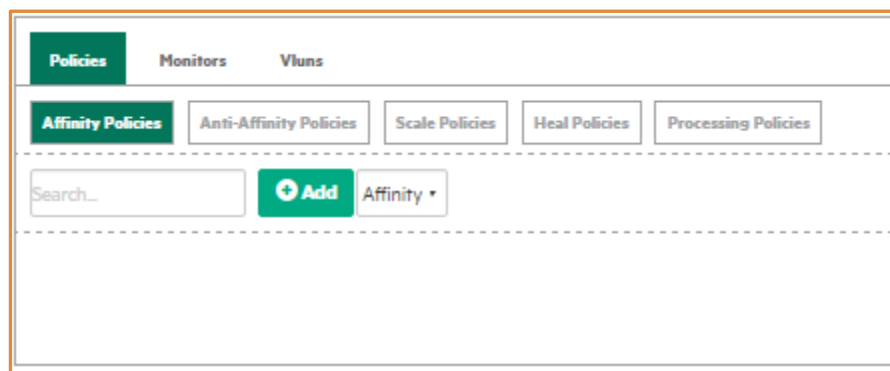 Policies Monitors Vluns
Affinity Policies Anti-Affinity Policies Scale Policies Heal Policies Processing Policies
Search... Add Affinity